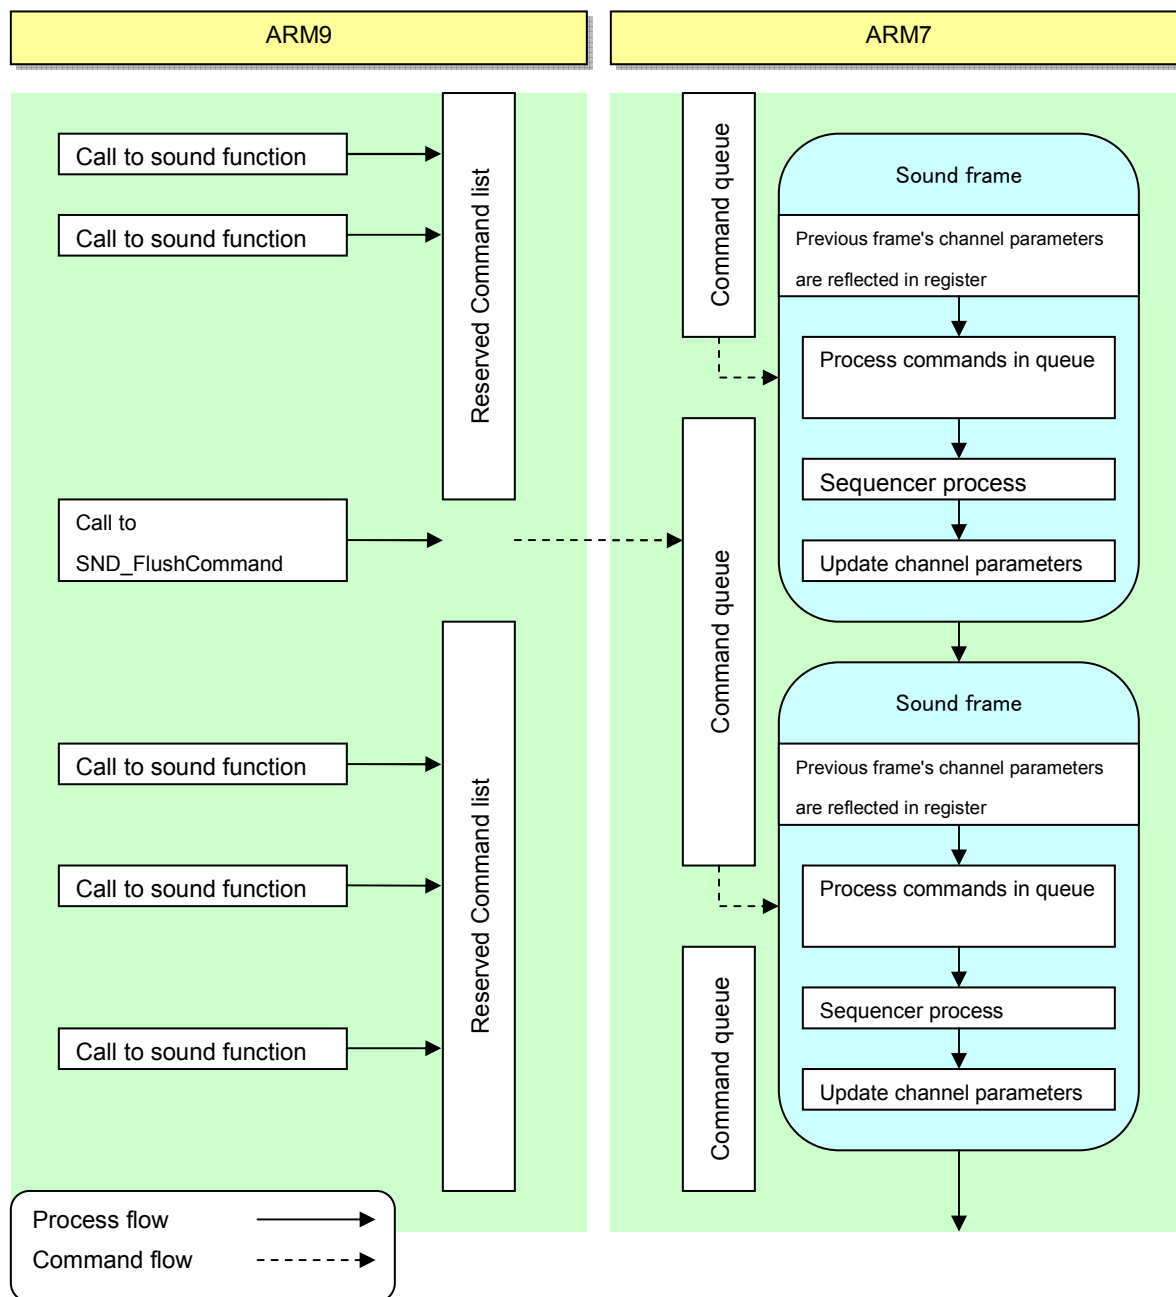 ARM9
ARM7
Call to sound function
Call to sound function
Reserved Command list
Call to
SND_FlushCommand
Call to sound function
Call to sound function
Call to sound function
Reserved Command list
Command queue
Sound frame
Previous frame's channel parameters
are reflected in register
Process commands in queue
Sequencer process
Update channel parameters
Command queue
Sound frame
Previous frame's channel parameters
are reflected in register
Process commands in queue
Sequencer process
Update channel parameters
Command queue
Process flow
Command flow